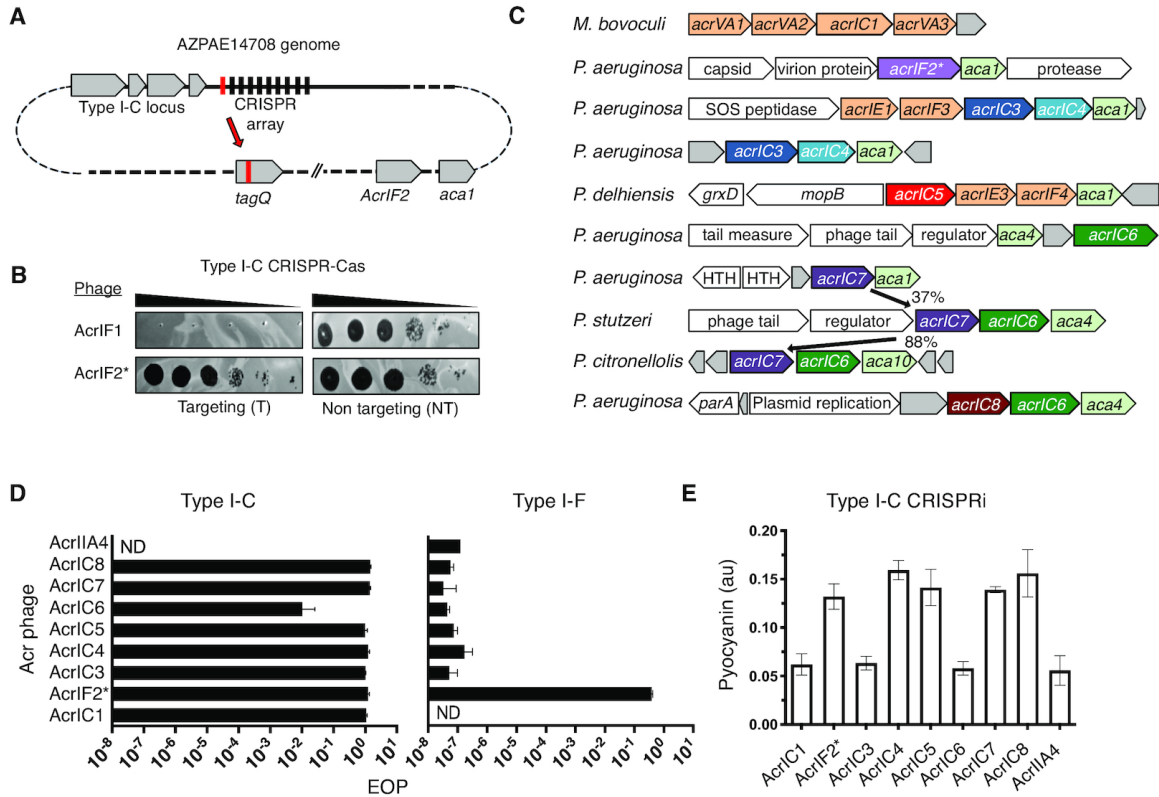 A
AZPAE14708 genome
Type I-C locus
CRISPR
array
tagQ
//
AcrIF2
aca1
B
Type I-C CRISPR-Cas
Phage
AcrIF1
AcrIF2*
Targeting (T)
Non targeting (NT)
C
M. bovoculi acrVA1 acrVA2 acrIC1 acrVA3
P. aeruginosa capsid virion protein acrIF2* aca1 protease
P. aeruginosa SOS peptidase acrIE1 acrIF3 acrIC3 acrIC4 aca1
P. aeruginosa acrIC3 acrIC4 aca1
P. delhiensis grxD mopB acrIC5 acrIE3 acrIF4 aca1
P. aeruginosa tail measure phage tail regulator aca4 acrIC6
P. aeruginosa HTH HTH acrIC7 aca1
37%
P. stutzeri phage tail regulator acrIC7 acrIC6 aca4
88%
P. citronellolis acrIC7 acrIC6 aca10
P. aeruginosa parA Plasmid replication acrIC8 acrIC6 aca4
D
Type I-C
Type I-F
Acr phage
AcrIIA4 ND
AcrIC8
AcrIC7
AcrIC6
AcrIC5
AcrIC4
AcrIC3
AcrIF2*
AcrIC1 ND
10-8 10-7 10-6 10-5 10-4 10-3 10-2 10-1 100 101
10-8 10-7 10-6 10-5 10-4 10-3 10-2 10-1 100 101
EOP
E
Type I-C CRISPRi
Pyocyanin (au)
0.20
0.15
0.10
0.05
0.00
AcrIC1 AcrIF2* AcrIC3 AcrIC4 AcrIC5 AcrIC6 AcrIC7 AcrIC8 AcrIIA4